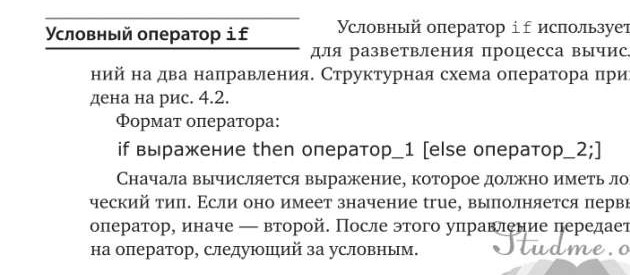 Условный оператор if
Условный оператор if использует
для разветвления процесса вычис
ний на два направления. Структурная схема оператора при
дена на рис. 4.2.
Формат оператора:
if выражение then оператор_1 [else оператор_2;]
Сначала вычисляется выражение, которое должно иметь ло
ческий тип. Если оно имеет значение true, выполняется первы
оператор, иначе — второй. После этого управление передает
на оператор, следующий за условным.
Studme.o